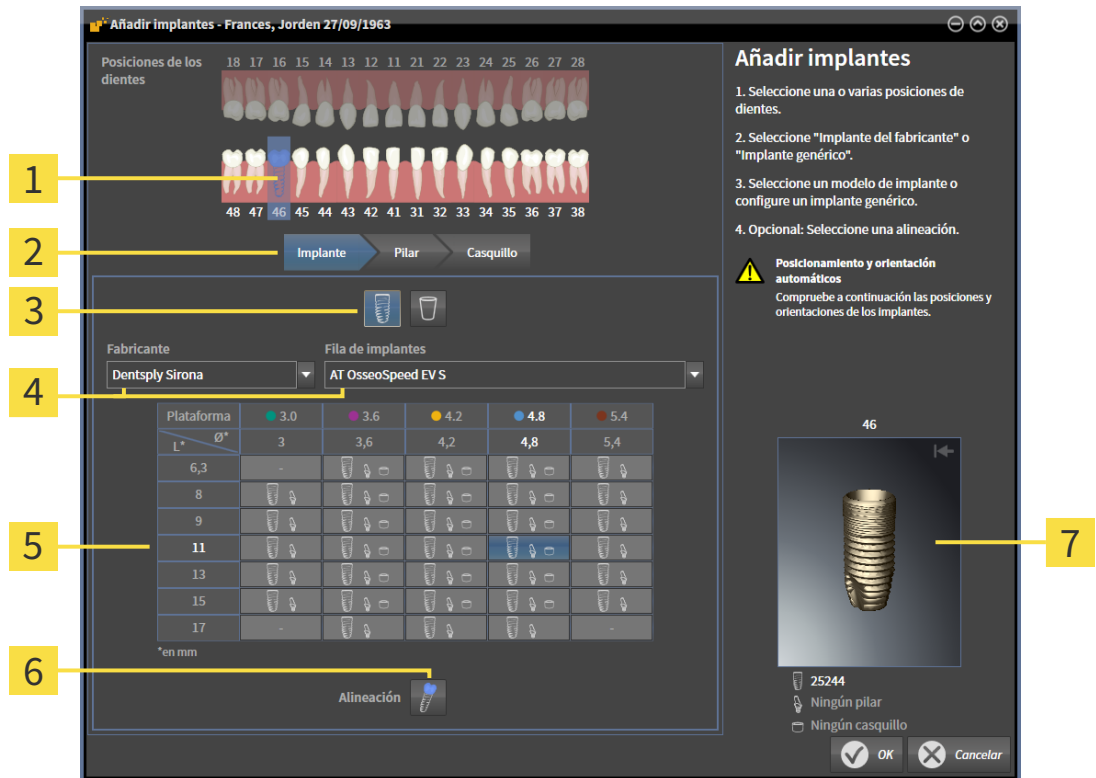 Añadir implantes - Frances, Jorden 27/09/1963
Posiciones de los
dientes
18 17 16 15 14 13 12 11 21 22 23 24 25 26 27 28
48 47 46 45 44 43 42 41 31 32 33 34 35 36 37 38
1
2
Implante Pilar Casquillo
3
Fabricante Fila de implantes
4
Dentsply Sirona AT OsseoSpeed EV S
Plataforma 3.0 3.6 4.2 4.8 5.4
L* Ø* 3 3,6 4,2 4,8 5,4
6,3 -
8
9
5
11
13
15
17 - -
*en mm
6
Alineación
Añadir implantes
1. Seleccione una o varias posiciones de
dientes.
2. Seleccione "Implante del fabricante" o
"Implante genérico".
3. Seleccione un modelo de implante o
configure un implante genérico.
4. Opcional: Seleccione una alineación.
Posicionamiento y orientación
automáticos
Compruebe a continuación las posiciones y
orientaciones de los implantes.
46
7
25244
Ningún pilar
Ningún casquillo
OK Cancelar